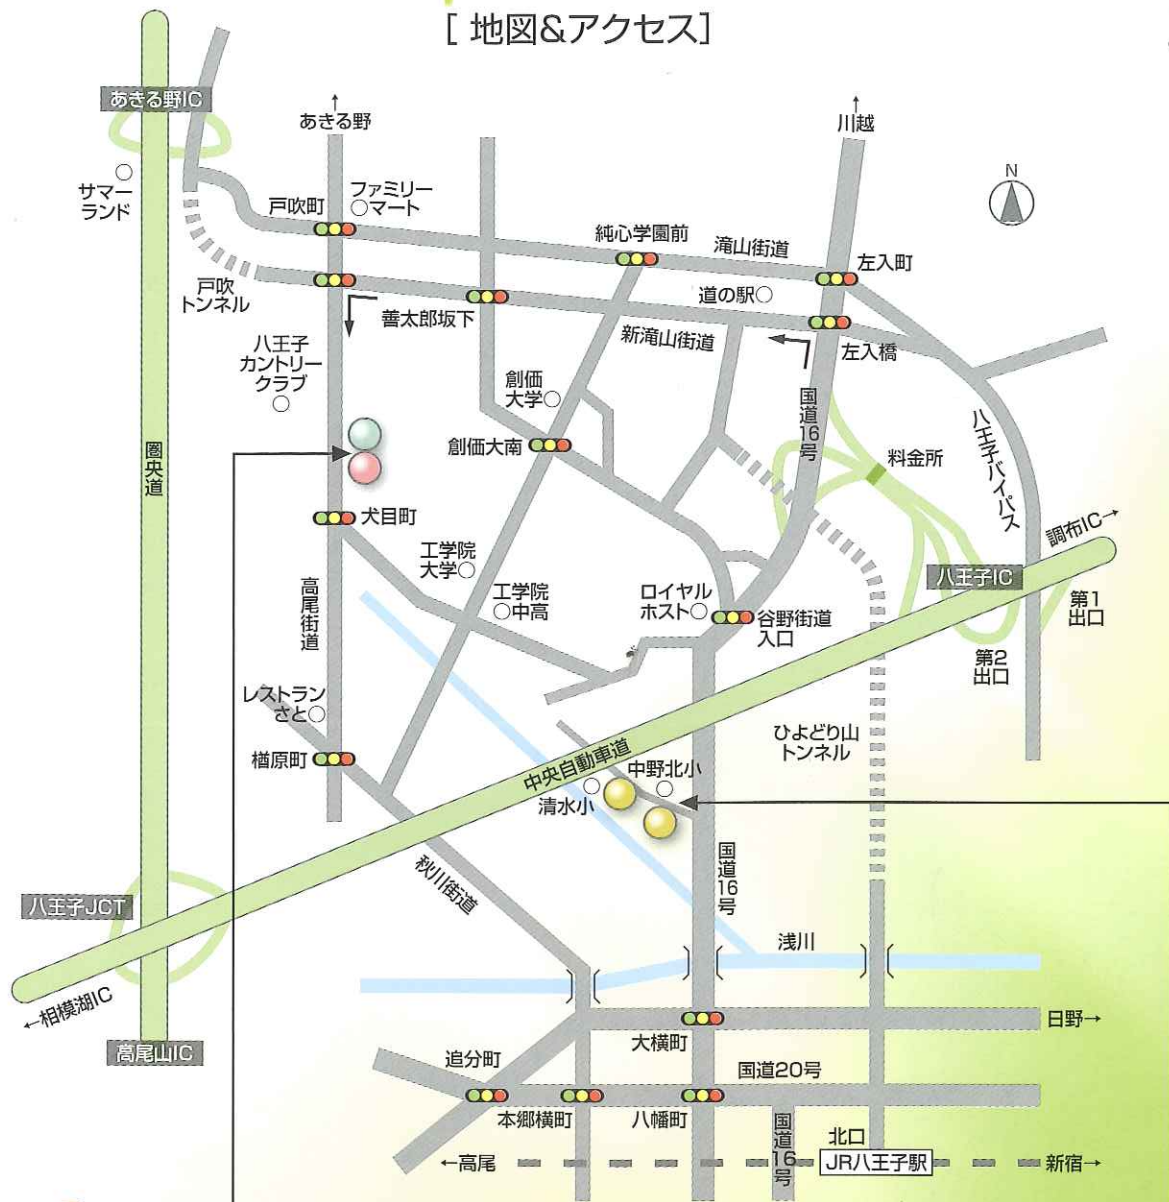 [ 地図&アクセス]
あきる野IC
↑
あきる野
↑
川越
N
サマー
ランド
戸吹町
ファミリー
マート
純心学園前
滝山街道
左入町
戸吹
トンネル
善太郎坂下
道の駅
新滝山街道
左入橋
八王子
カントリー
クラブ
創価
大学
国道16号
八王子バイパス
圏央道
創価大南
料金所
犬目町
調布IC→
工学院
大学
八王子IC
高尾街道
工学院
中高
ロイヤル
ホスト
谷野街道
入口
第1
出口
第2
出口
レストラン
さと
楢原町
ひよどり山
トンネル
中央自動車道
中野北小
清水小
国道16号
秋川街道
八王子JCT
浅川
←相模湖IC
大横町
日野→
高尾山IC
追分町
国道20号
本郷横町
八幡町
国道16号
北口
←高尾
JR八王子駅
新宿→